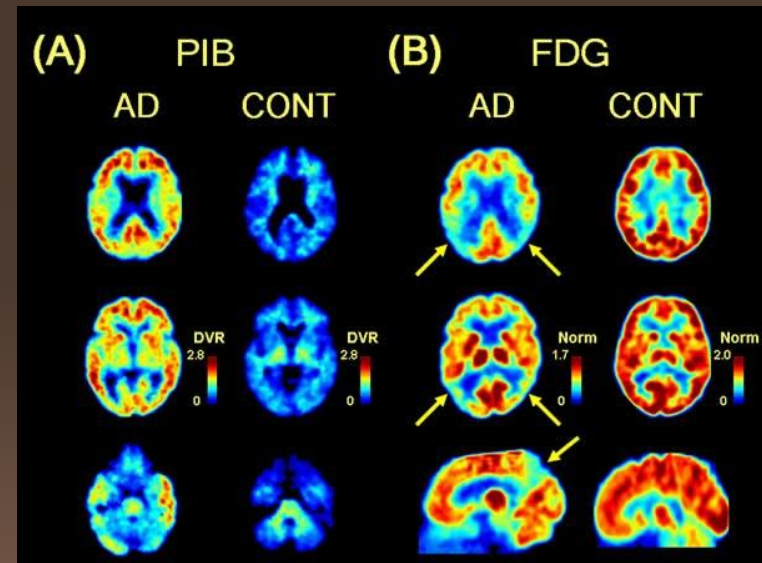 (A) PIB
AD CONT
(B) FDG
AD CONT
DVR
2.8
0
DVR
2.8
0
Norm
1.7
0
Norm
2.0
0